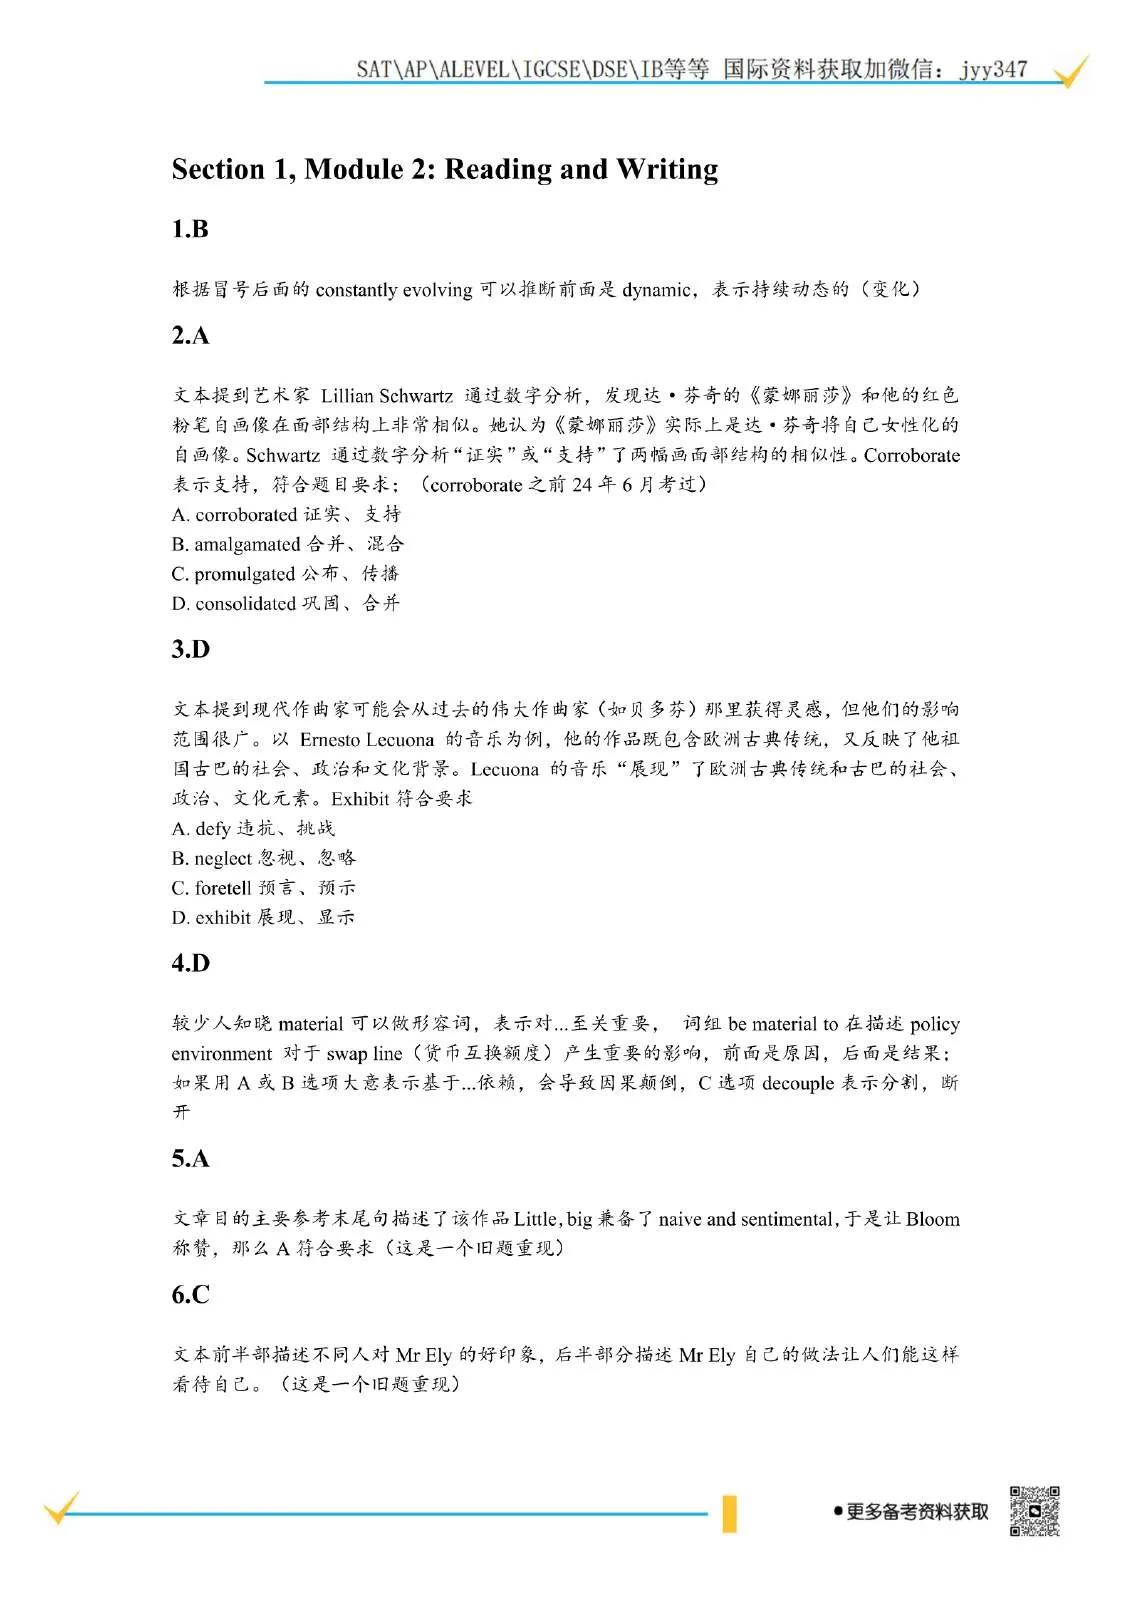 SAT\AP\ALEVEL\IGCSE\DSE\IB等等 国际资料获取加微信：jyy347
Section 1, Module 2: Reading and Writing
1.B
根据冒号后面的 constantly evolving 可以推断前面是 dynamic，表示持续动态的（变化）
2.A
文本提到艺术家 Lillian Schwartz 通过数字分析，发现达·芬奇的《蒙娜丽莎》和他的红色
粉笔自画像在面部结构上非常相似。她认为《蒙娜丽莎》实际上是达·芬奇将自己女性化的
自画像。Schwartz 通过数字分析“证实”或“支持”了两幅画面部结构的相似性。Corroborate
表示支持，符合题目要求；（corroborate 之前 24 年 6 月考过）
A. corroborated 证实、支持
B. amalgamated 合并、混合
C. promulgated 公布、传播
D. consolidated 巩固、合并
3.D
文本提到现代作曲家可能会从过去的伟大作曲家（如贝多芬）那里获得灵感，但他们的影响
范围很广。以 Ernesto Lecuona 的音乐为例，他的作品既包含欧洲古典传统，又反映了他祖
国古巴的社会、政治和文化背景。Lecuona 的音乐“展现”了欧洲古典传统和古巴的社会、
政治、文化元素。Exhibit 符合要求
A. defy 违抗、挑战
B. neglect 忽视、忽略
C. foretell 预言、预示
D. exhibit 展现、显示
4.D
较少人知晓 material 可以做形容词，表示对...至关重要， 词组 be material to 在描述 policy
environment 对于 swap line（货币互换额度）产生重要的影响，前面是原因，后面是结果；
如果用 A 或 B 选项大意表示基于...依赖，会导致因果颠倒，C 选项 decouple 表示分割，断
开
5.A
文章目的主要参考末尾句描述了该作品 Little, big 兼备了 naive and sentimental，于是让 Bloom
称赞，那么 A 符合要求（这是一个旧题重现）
6.C
文本前半部描述不同人对 Mr Ely 的好印象，后半部分描述 Mr Ely 自己的做法让人们能这样
看待自己。（这是一个旧题重现）
•更多备考资料获取